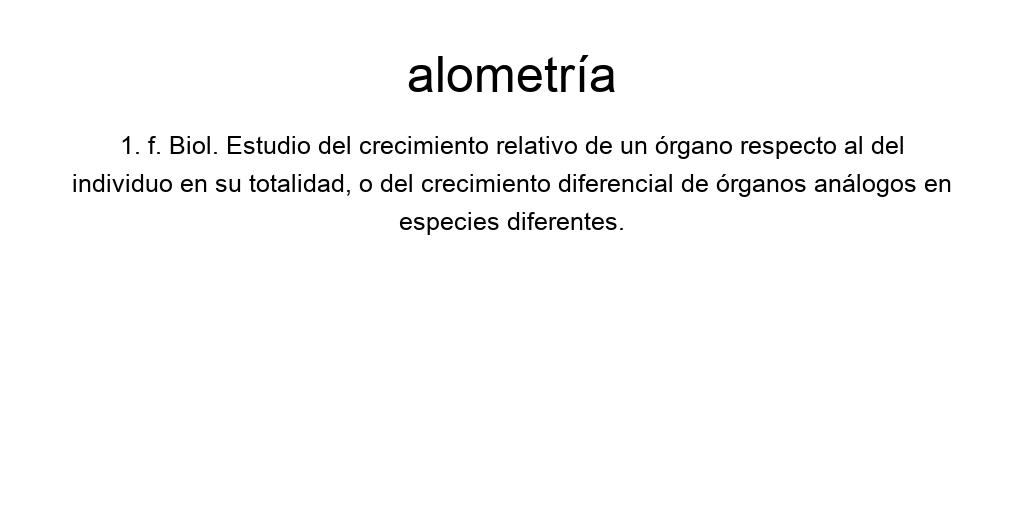 alometría
1. f. Biol. Estudio del crecimiento relativo de un órgano respecto al del
individuo en su totalidad, o del crecimiento diferencial de órganos análogos en
especies diferentes.